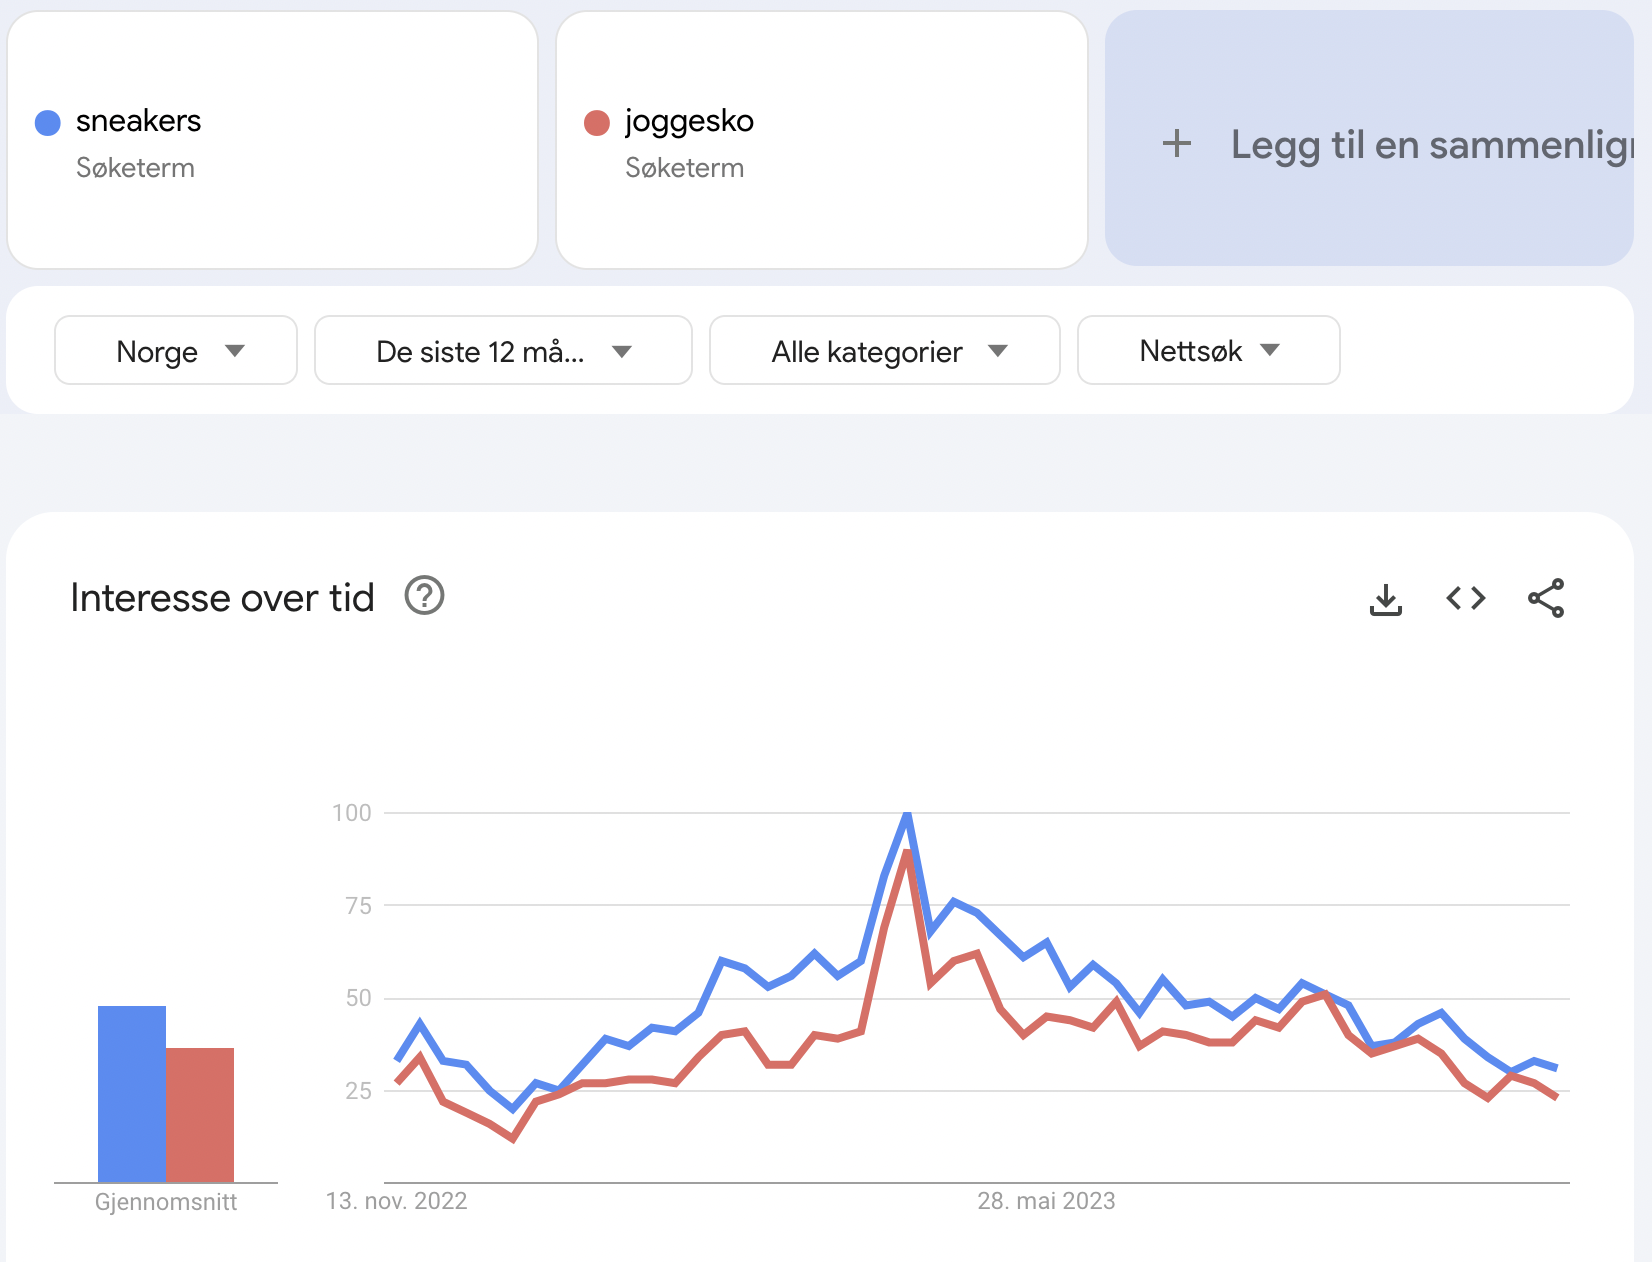 sneakers
Søketerm
joggesko
Søketerm
+ Legg til en sammenlign
Norge
De siste 12 må...
Alle kategorier
Nettsøk
Interesse over tid
100
75
50
25
Gjennomsnitt
13. nov. 2022
28. mai 2023